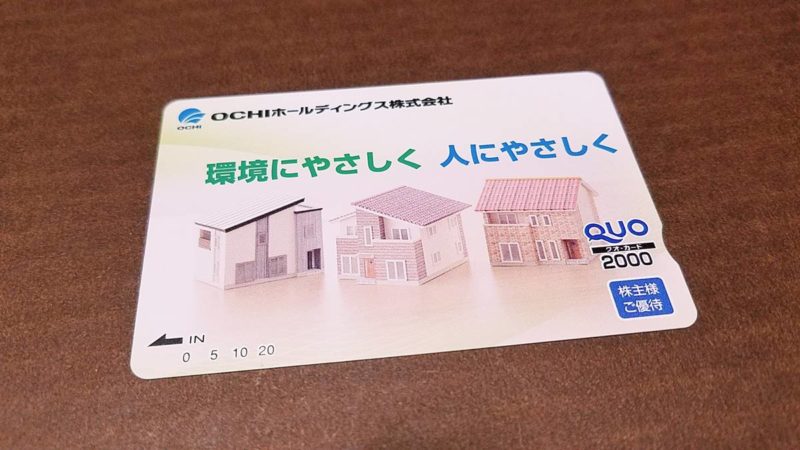 OCHI
OCHIホールディングス株式会社
環境にやさしく 人にやさしく
QUO
クオ・カード
2000
株主様
ご優待
IN
0 5 10 20